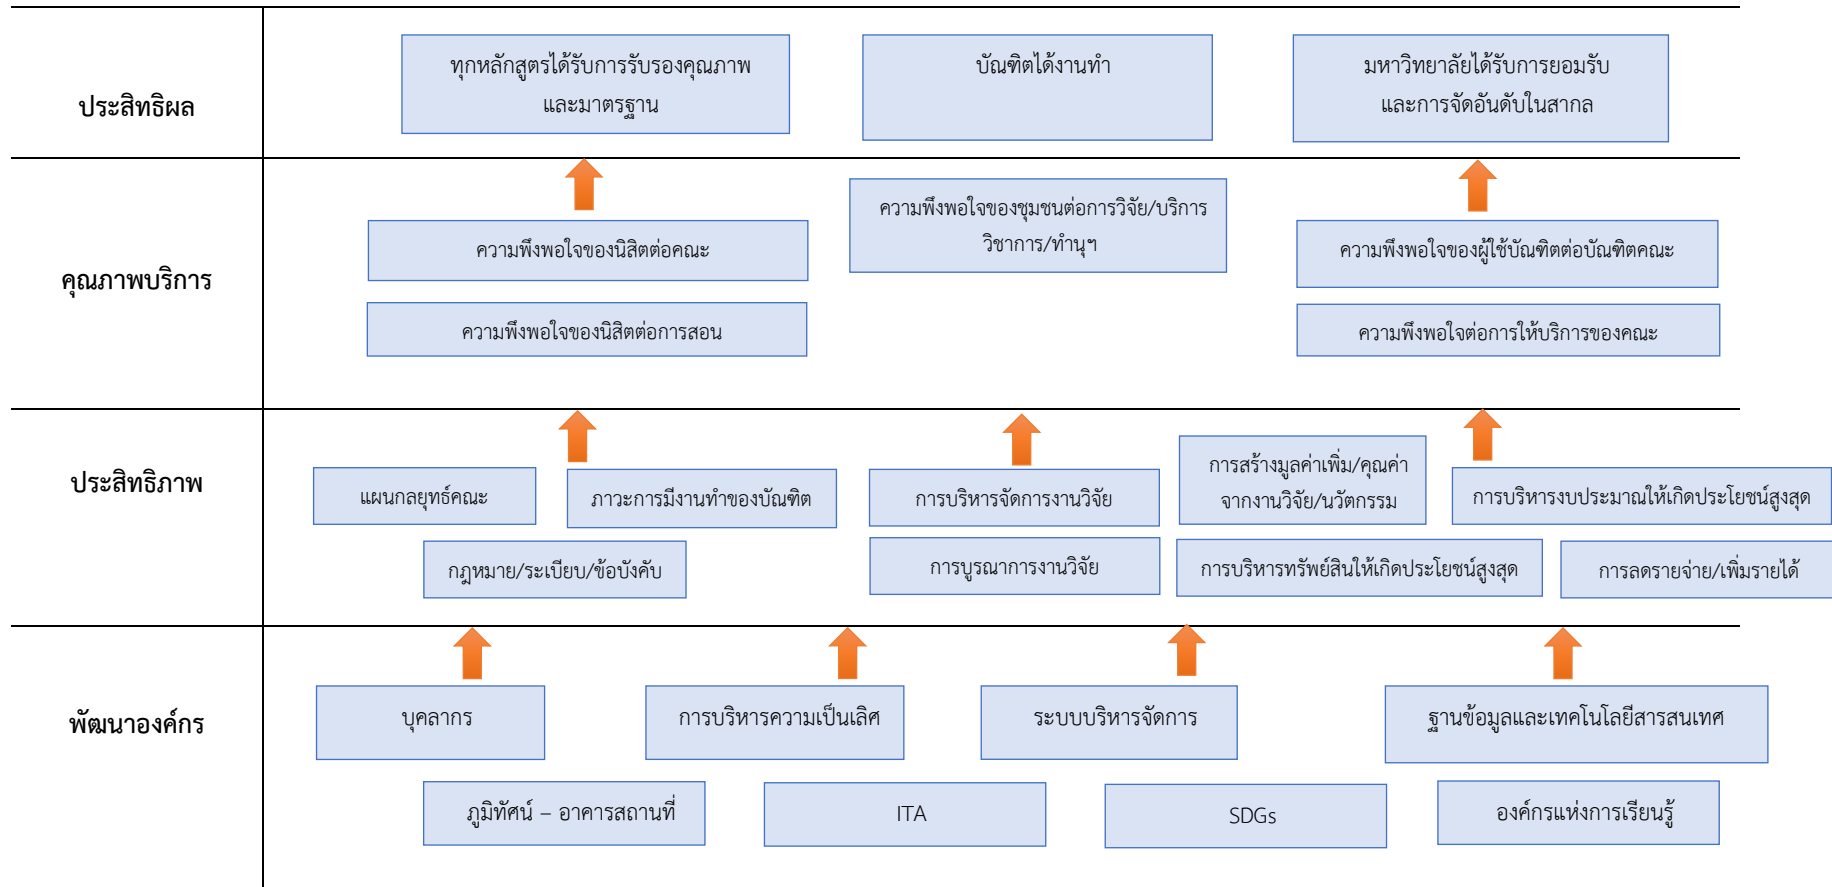 ประสิทธิผล
ทุกหลักสูตรได้รับการรับรองคุณภาพ
และมาตรฐาน
บัณฑิตได้งานทำ
มหาวิทยาลัยได้รับการยอมรับ
และการจัดอันดับในสากล
คุณภาพบริการ
ความพึงพอใจของนิสิตต่อคณะ
ความพึงพอใจของชุมชนต่อการวิจัย/บริการ
วิชาการ/ทำนุฯ
ความพึงพอใจของผู้ใช้บัณฑิตต่อบัณฑิตคณะ
ความพึงพอใจของนิสิตต่อการสอน
ความพึงพอใจต่อการให้บริการของคณะ
ประสิทธิภาพ
แผนกลยุทธ์คณะ
ภาวะการมีงานทำของบัณฑิต
การบริหารจัดการงานวิจัย
การสร้างมูลค่าเพิ่ม/คุณค่า
จากงานวิจัย/นวัตกรรม
การบริหารงบประมาณให้เกิดประโยชน์สูงสุด
กฎหมาย/ระเบียบ/ข้อบังคับ
การบูรณาการงานวิจัย
การบริหารทรัพย์สินให้เกิดประโยชน์สูงสุด
การลดรายจ่าย/เพิ่มรายได้
พัฒนาองค์กร
บุคลากร
การบริหารความเป็นเลิศ
ระบบบริหารจัดการ
ฐานข้อมูลและเทคโนโลยีสารสนเทศ
ภูมิทัศน์ – อาคารสถานที่
ITA
SDGs
องค์กรแห่งการเรียนรู้